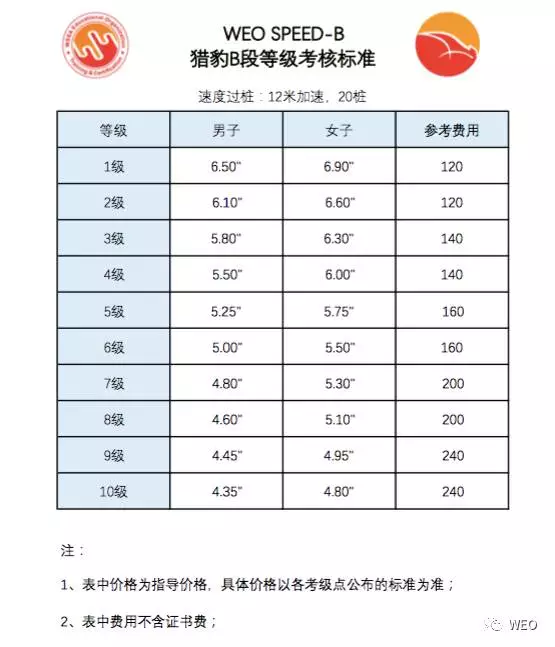 WEO SPEED-B
猎豹B段等级考核标准
速度过桩：12米加速，20桩
等级 男子 女子 参考费用
1级 6.50" 6.90" 120
2级 6.10" 6.60" 120
3级 5.80" 6.30" 140
4级 5.50" 6.00" 140
5级 5.25" 5.75" 160
6级 5.00" 5.50" 160
7级 4.80" 5.30" 200
8级 4.60" 5.10" 200
9级 4.45" 4.95" 240
10级 4.35" 4.80" 240
注：
1、表中价格为指导价格，具体价格以各考级点公布的标准为准；
2、表中费用不含证书费；
WEO